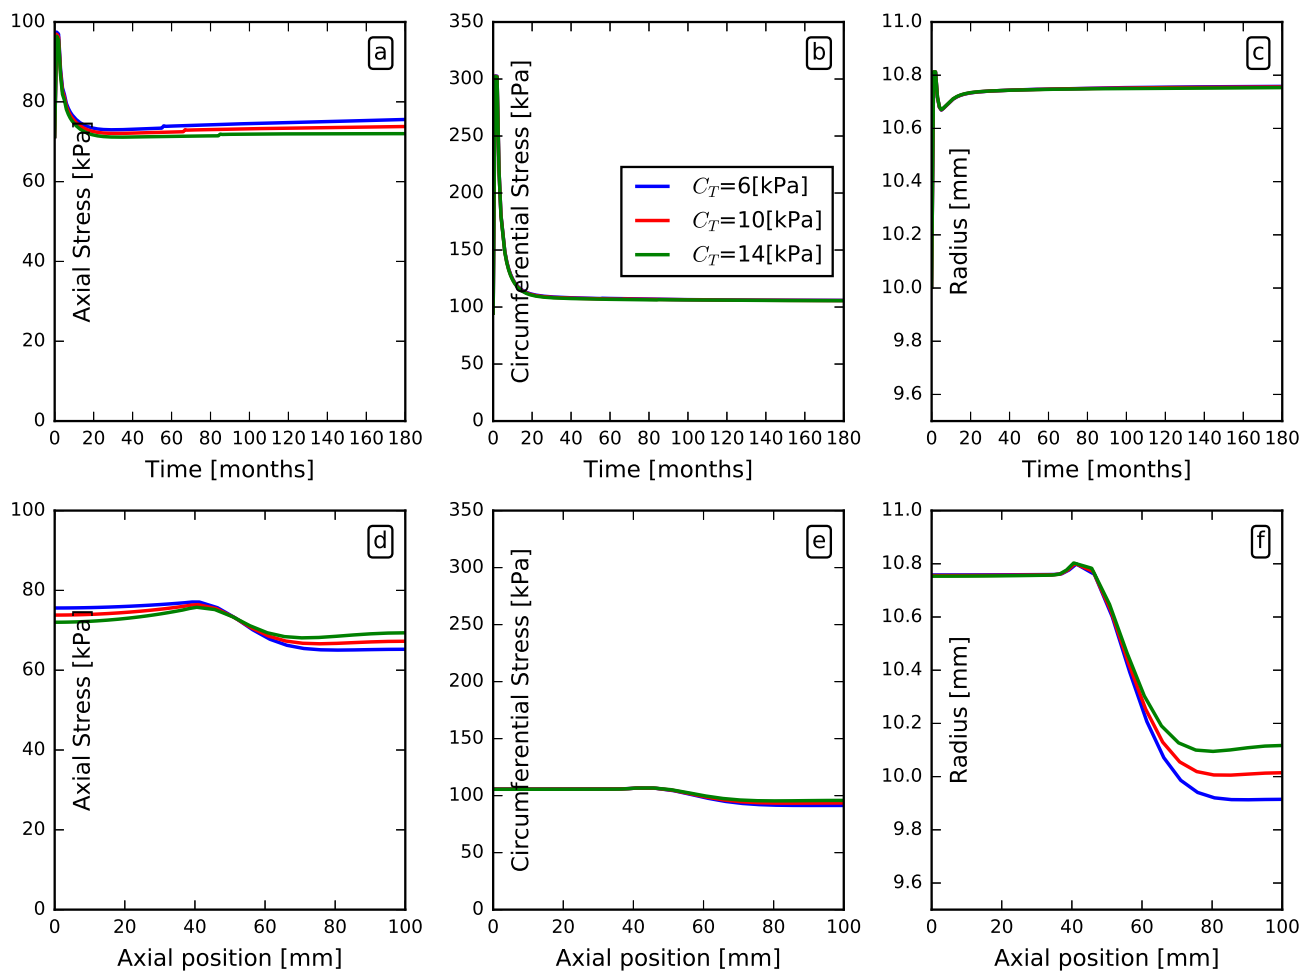 a
100
80
60
40
20
0
Axial Stress [kPa]
0 20 40 60 80 100 120 140 160 180
Time [months]
b
350
300
250
200
150
100
50
0
Circumferential Stress [kPa]
C_T=6[kPa]
C_T=10[kPa]
C_T=14[kPa]
0 20 40 60 80 100 120 140 160 180
Time [months]
c
11.0
10.8
10.6
10.4
10.2
10.0
9.8
9.6
Radius [mm]
0 20 40 60 80 100 120 140 160 180
Time [months]
d
100
80
60
40
20
0
Axial Stress [kPa]
0 20 40 60 80 100
Axial position [mm]
e
350
300
250
200
150
100
50
0
Circumferential Stress [kPa]
0 20 40 60 80 100
Axial position [mm]
f
11.0
10.8
10.6
10.4
10.2
10.0
9.8
9.6
Radius [mm]
0 20 40 60 80 100
Axial position [mm]